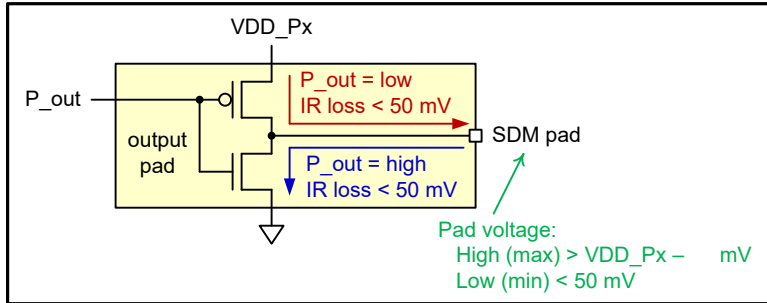 VDD_Px
P_out
P_out = low
IR loss < 50 mV
output
pad
SDM pad
P_out = high
IR loss < 50 mV
Pad voltage:
High (max) > VDD_Px – mV
Low (min) < 50 mV